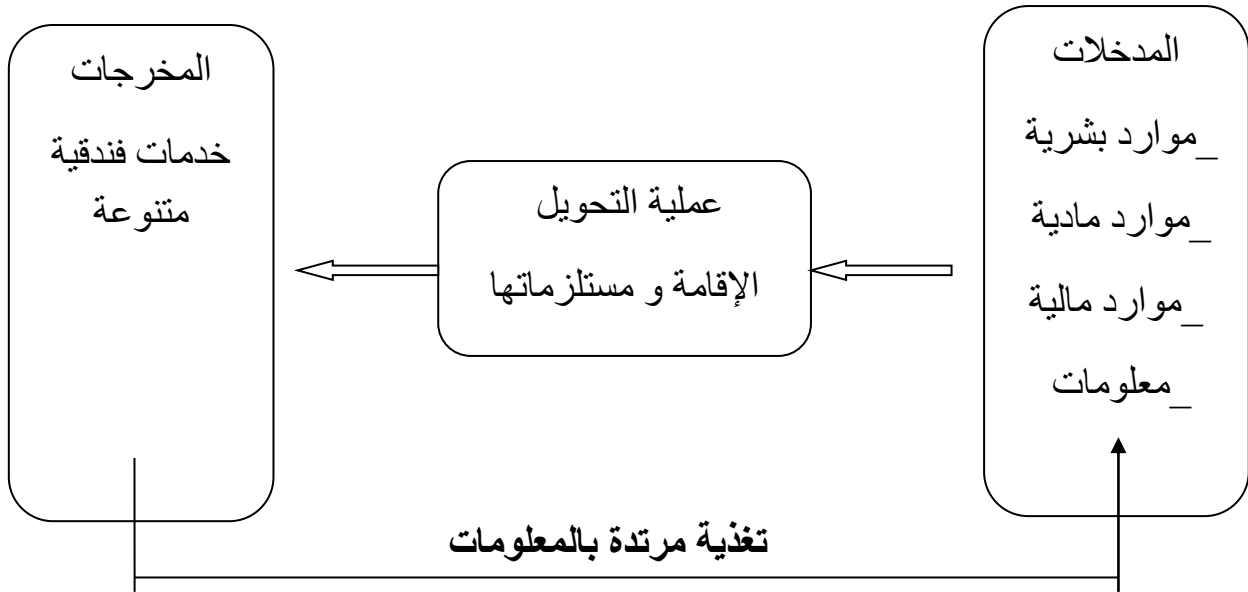 المدخلات
_موارد بشرية
_موارد مادية
_موارد مالية
_معلومات
عملية التحويل
الإقامة و مستلزماتها
المخرجات
خدمات فندقية
متنوعة
تغذية مرتدة بالمعلومات